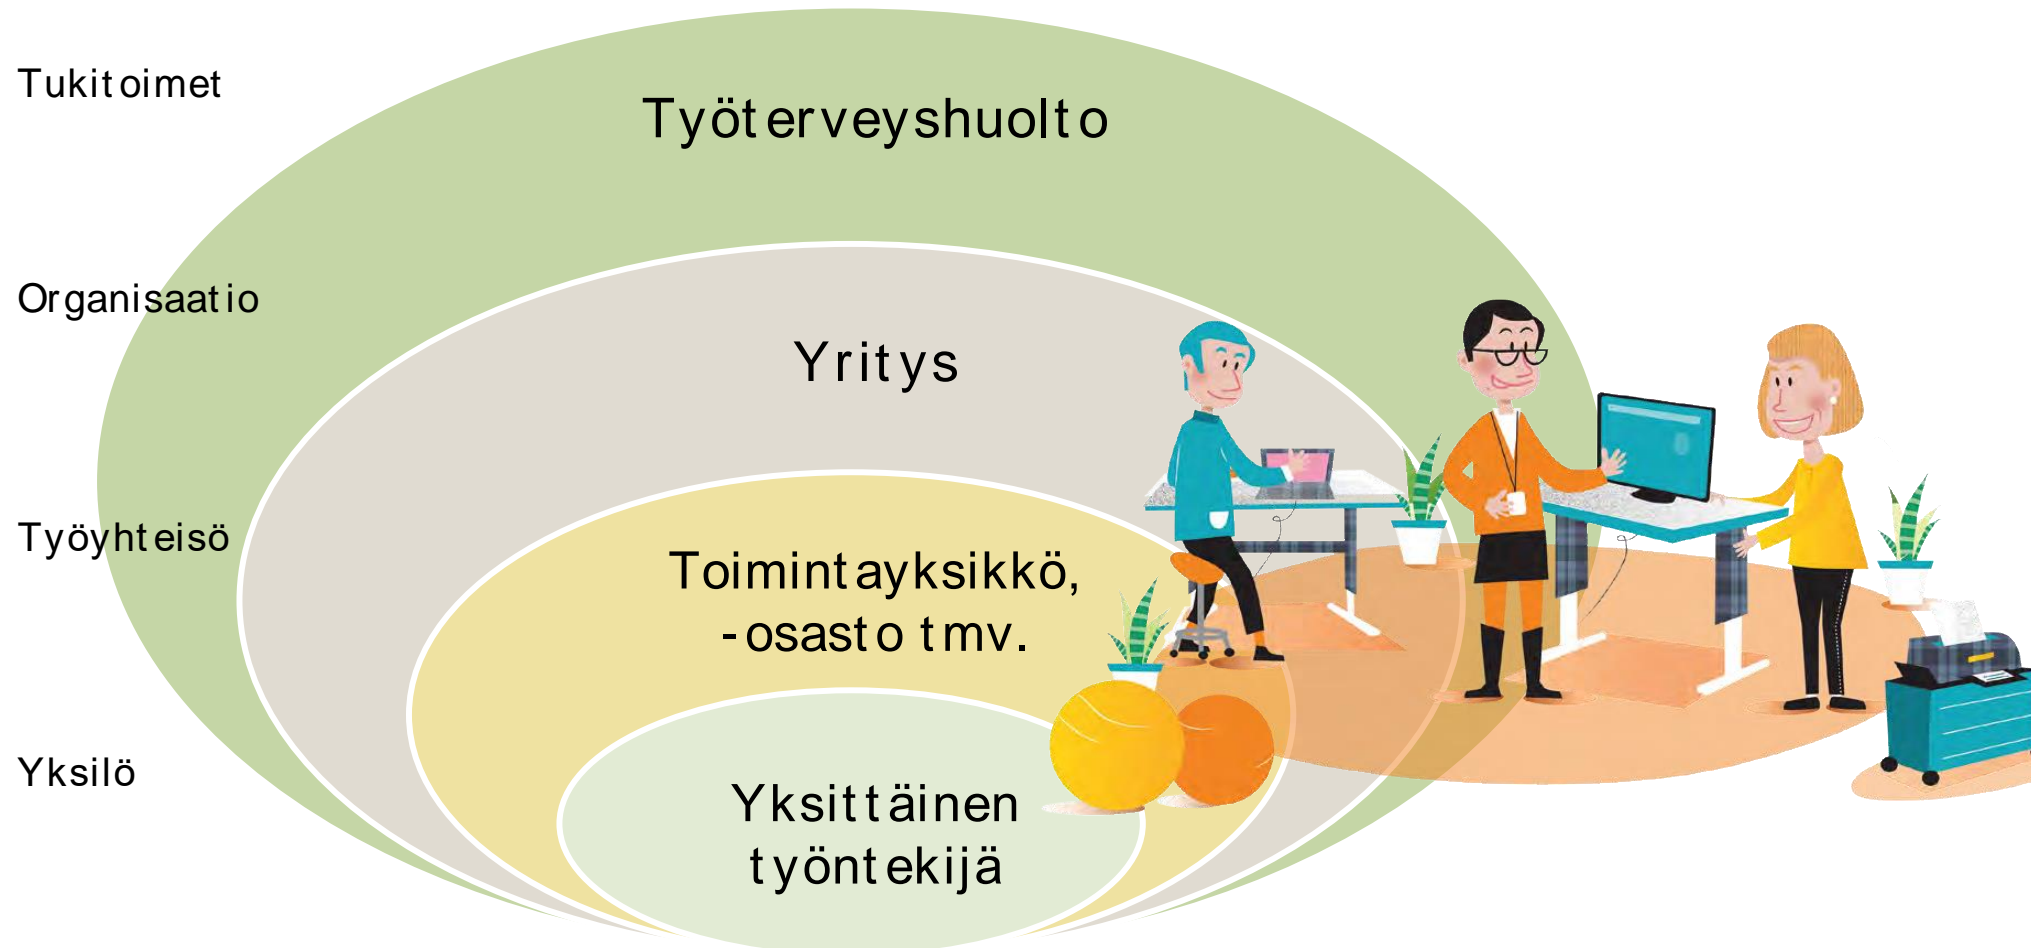 Tukitoimet
Työterveyshuolto
Organisaatio
Yritys
Työyhteisö
Toimintayksikkö,
-osasto tmv.
Yksilö
Yksittäinen
työntekijä